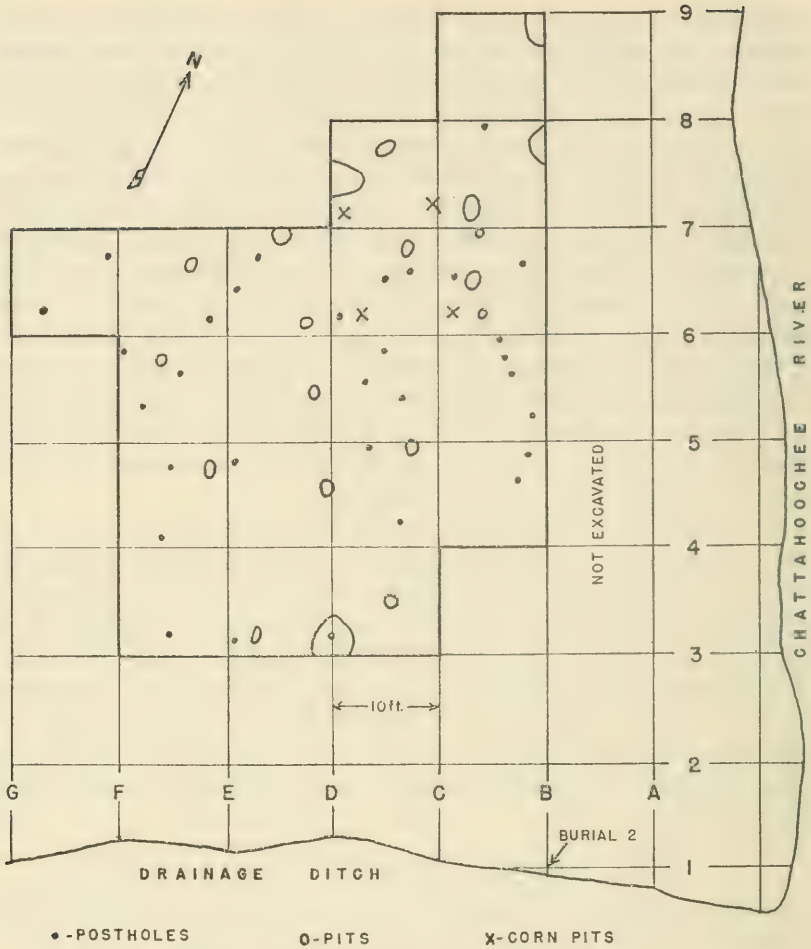 9
N
S
8
7
6
5
4
3
10 ft.
2
G F E D C B A
BURIAL 2
1
DRAINAGE DITCH
NOT EXCAVATED
CHATTAHOOCHEE RIVER
•-POSTHOLES O-PITS X-CORN PITS